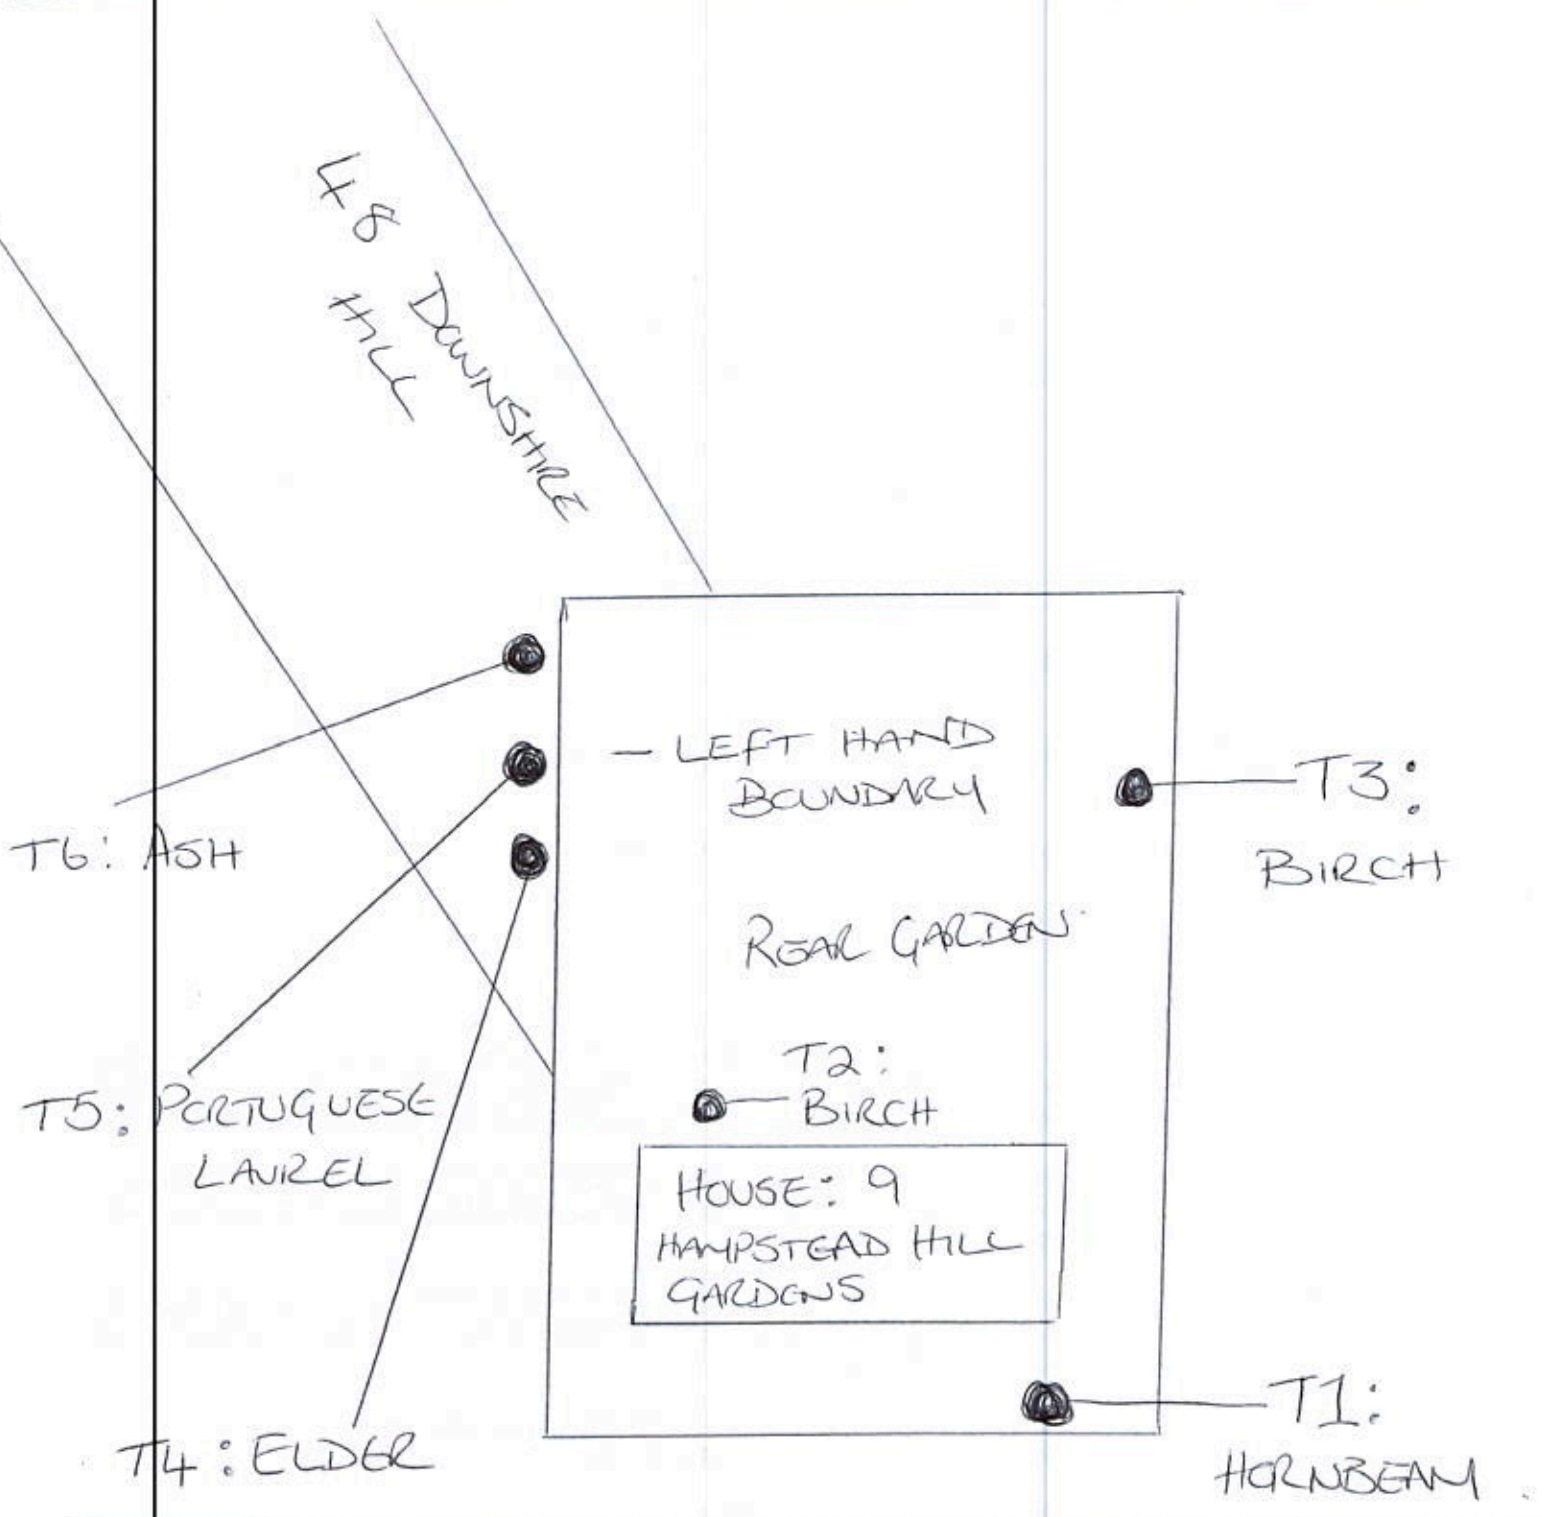 48 DOWNSHIRE
HILL
— LEFT HAND
BOUNDARY
T3:
BIRCH
T6: ASH
REAR GARDEN
T2:
BIRCH
T5: PORTUGUESE
LAUREL
HOUSE: 9
HAMPSTEAD HILL
GARDENS
T1:
HORNBEAM
T4: ELDER